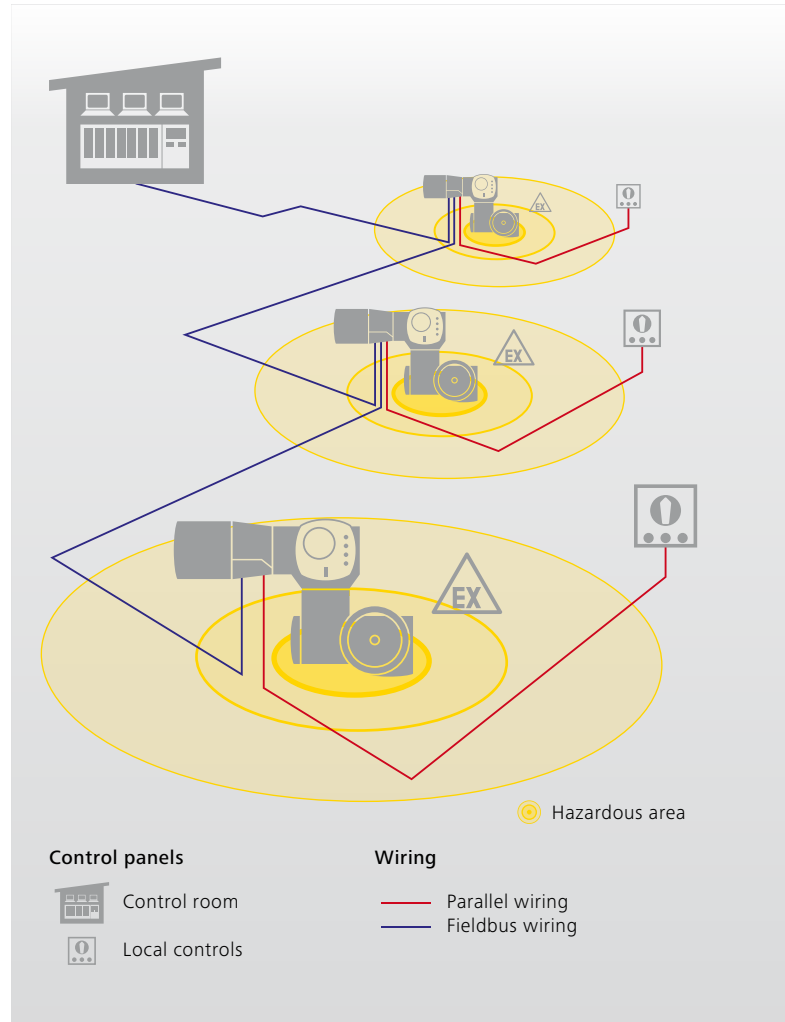 EX
EX
EX
Hazardous area
Control panels
Control room
Local controls
Wiring
Parallel wiring
Fieldbus wiring